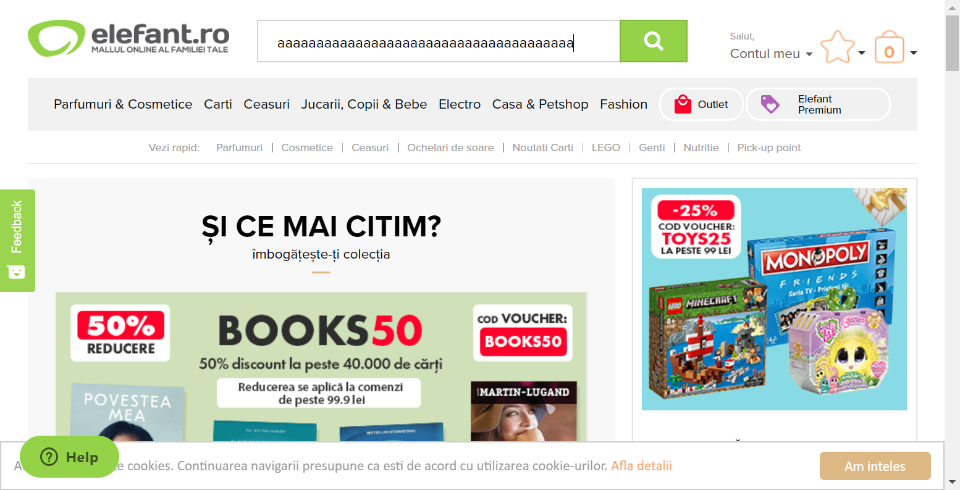 elefant.ro
MALLUL ONLINE AL FAMILIEI TALE
aaaaaaaaaaaaaaaaaaaaaaaaaaaaaaaaaaaaaa
Salut,
Contul meu
0
Parfumuri & Cosmetice Carti Ceasuri Jucarii, Copii & Bebe Electro Casa & Petshop Fashion Outlet Elefant Premium
Vezi rapid: Parfumuri | Cosmetice | Ceasuri | Ochelari de soare | Noutati Carti | LEGO | Genti | Nutritie | Pick-up point
Feedback
ȘI CE MAI CITIM?
îmbogățește-ți colecția
50%
REDUCERE
BOOKS50
50% discount la peste 40.000 de cărți
Reducerea se aplică la comenzi
de peste 99.9 lei
COD VOUCHER:
BOOKS50
POVESTEA
MEA
MARTIN-LUGAND
-25%
COD VOUCHER:
TOYS25
LA PESTE 99 LEI
MONOPOLY
FRIENDS
LEGO
MINECRAFT
Help
cookies. Continuarea navigarii presupune ca esti de acord cu utilizarea cookie-urilor. Afla detalii
Am inteles